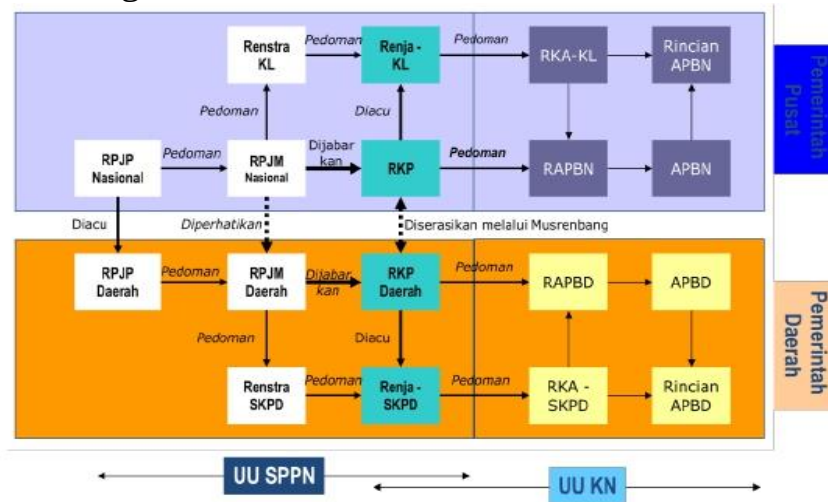 Renstra
KL
Pedoman
Renja -
KL
Pedoman
RKA-KL
Rincian
APBN
Pemerintah
Pusat
Pedoman
Diacu
RPJP
Nasional
Pedoman
RPJM
Nasional
Dijabar
kan
RKP
Pedoman
RAPBN
APBN
Diacu
Diperhatikan
Diserasikan melalui Musrenbang
RPJP
Daerah
Pedoman
RPJM
Daerah
Dijabar
kan
RKP
Daerah
Pedoman
RAPBD
APBD
Pemerintah
Daerah
Pedoman
Diacu
Renstra
SKPD
Pedoman
Renja -
SKPD
Pedoman
RKA -
SKPD
Rincian
APBD
UU SPPN
UU KN